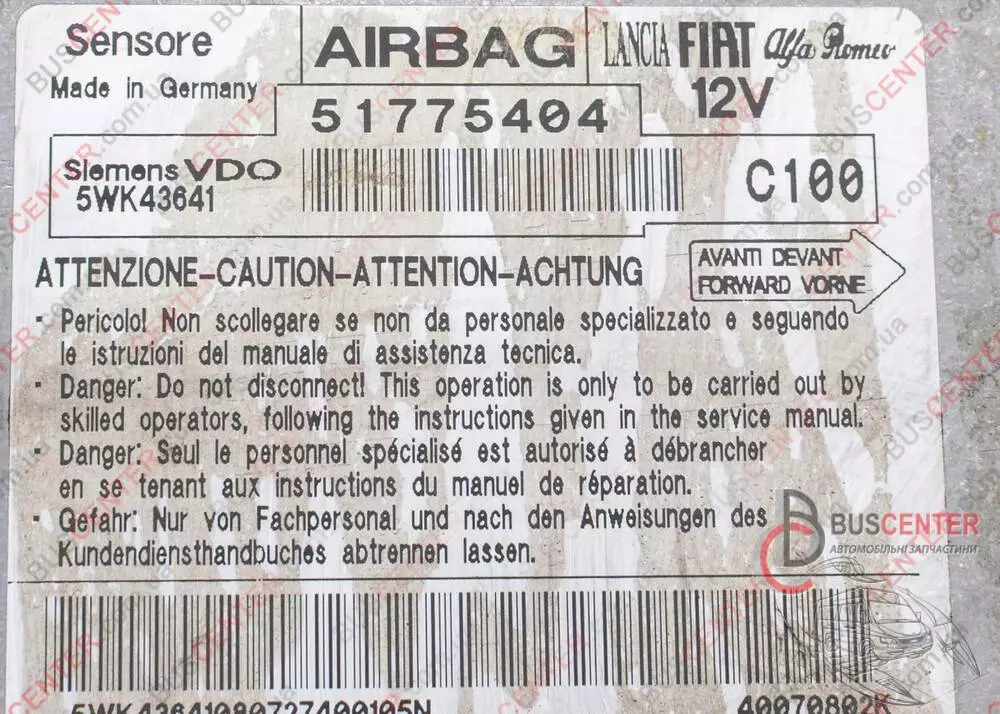 Sensore AIRBAG LANCIA FIAT Alfa Romeo
Made in Germany 51775404 12V
Siemens VDO
5WK43641 C100
ATTENZIONE-CAUTION-ATTENTION-ACHTUNG
AVANTI DEVANT
FORWARD VORNE
· Pericolo! Non scollegare se non da personale specializzato e seguendo
le istruzioni del manuale di assistenza tecnica.
· Danger: Do not disconnect! This operation is only to be carried out by
skilled operators, following the instructions given in the service manual.
· Danger: Seul le personnel spécialisé est autorisé à débrancher
en se tenant aux instructions du manuel de réparation.
· Gefahr: Nur von Fachpersonal und nach den Anweisungen des
Kundendiensthandbuches abtrennen lassen.
BUSCENTER
АВТОМОБІЛЬНІ ЗАПЧАСТИНИ
5WK43641080727400105N 40070802K